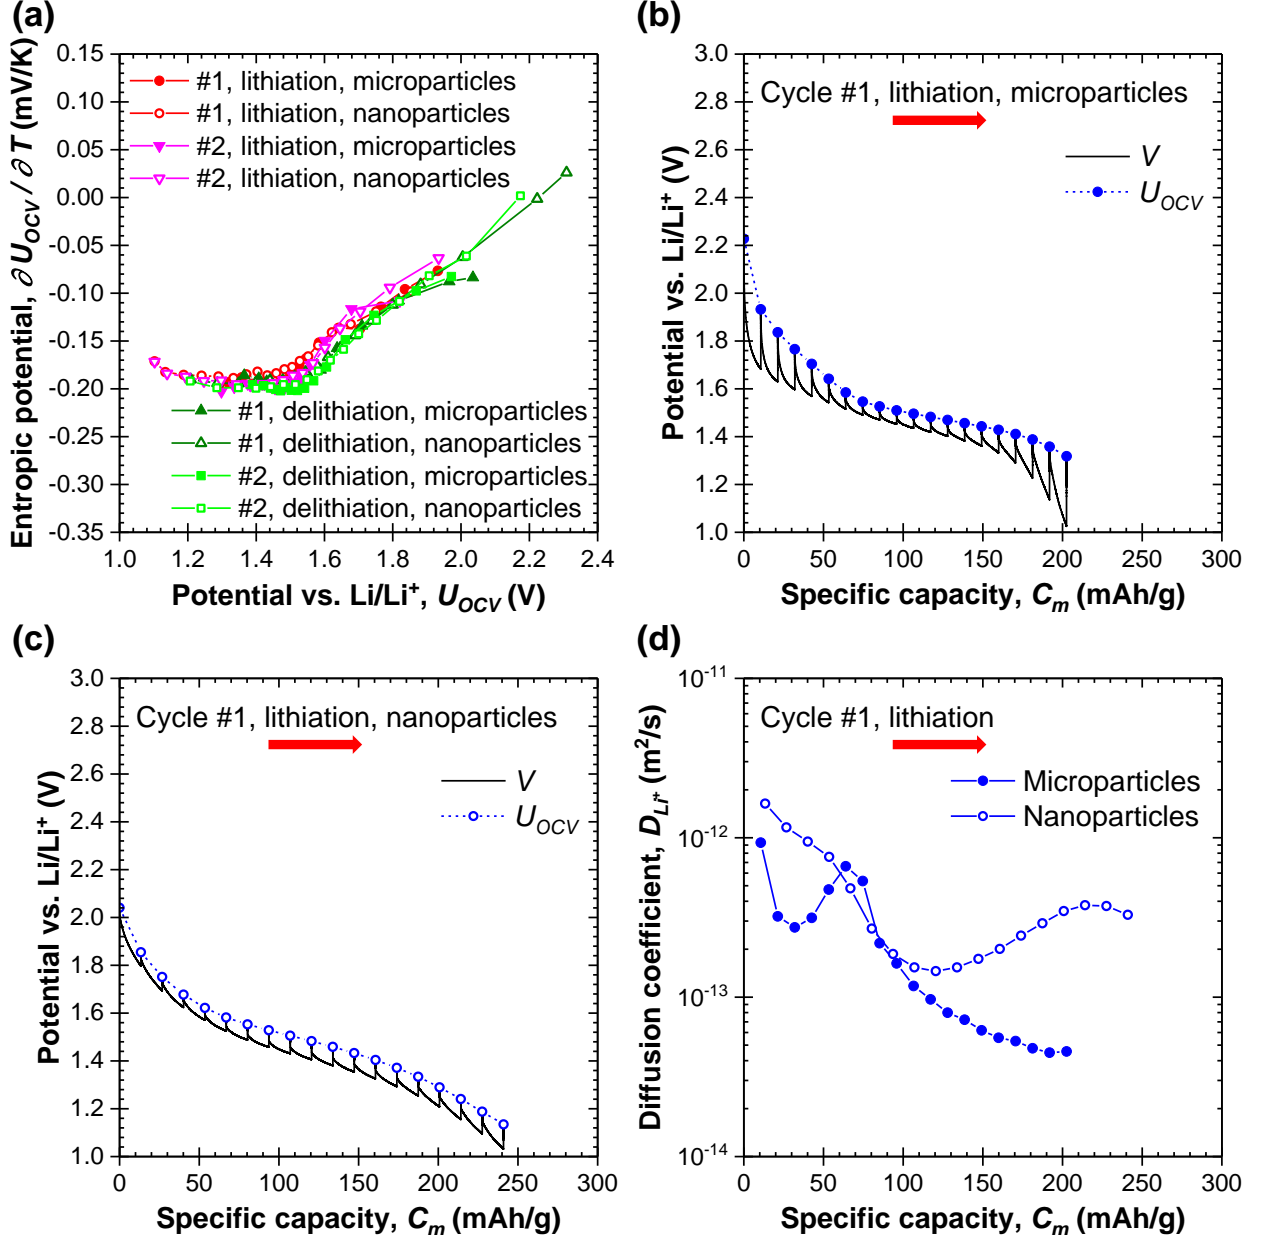 (a)
Entropic potential, ∂U_OCV / ∂T (mV/K)
0.15
0.10
0.05
0.00
-0.05
-0.10
-0.15
-0.20
-0.25
-0.30
-0.35
#1, lithiation, microparticles
#1, lithiation, nanoparticles
#2, lithiation, microparticles
#2, lithiation, nanoparticles
#1, delithiation, microparticles
#1, delithiation, nanoparticles
#2, delithiation, microparticles
#2, delithiation, nanoparticles
1.0 1.2 1.4 1.6 1.8 2.0 2.2 2.4
Potential vs. Li/Li⁺, U_OCV (V)
(b)
Potential vs. Li/Li⁺ (V)
3.0
2.8
2.6
2.4
2.2
2.0
1.8
1.6
1.4
1.2
1.0
Cycle #1, lithiation, microparticles
V
U_OCV
0 50 100 150 200 250 300
Specific capacity, C_m (mAh/g)
(c)
Potential vs. Li/Li⁺ (V)
3.0
2.8
2.6
2.4
2.2
2.0
1.8
1.6
1.4
1.2
1.0
Cycle #1, lithiation, nanoparticles
V
U_OCV
0 50 100 150 200 250 300
Specific capacity, C_m (mAh/g)
(d)
Diffusion coefficient, D_Li⁺ (m²/s)
10⁻¹¹
10⁻¹²
10⁻¹³
10⁻¹⁴
Cycle #1, lithiation
Microparticles
Nanoparticles
0 50 100 150 200 250 300
Specific capacity, C_m (mAh/g)